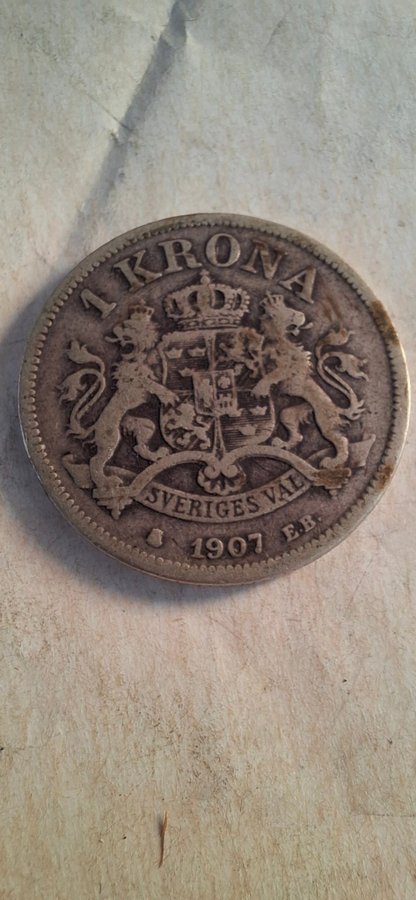 1 KRONA
SVERIGES VAL
1907 E.B.